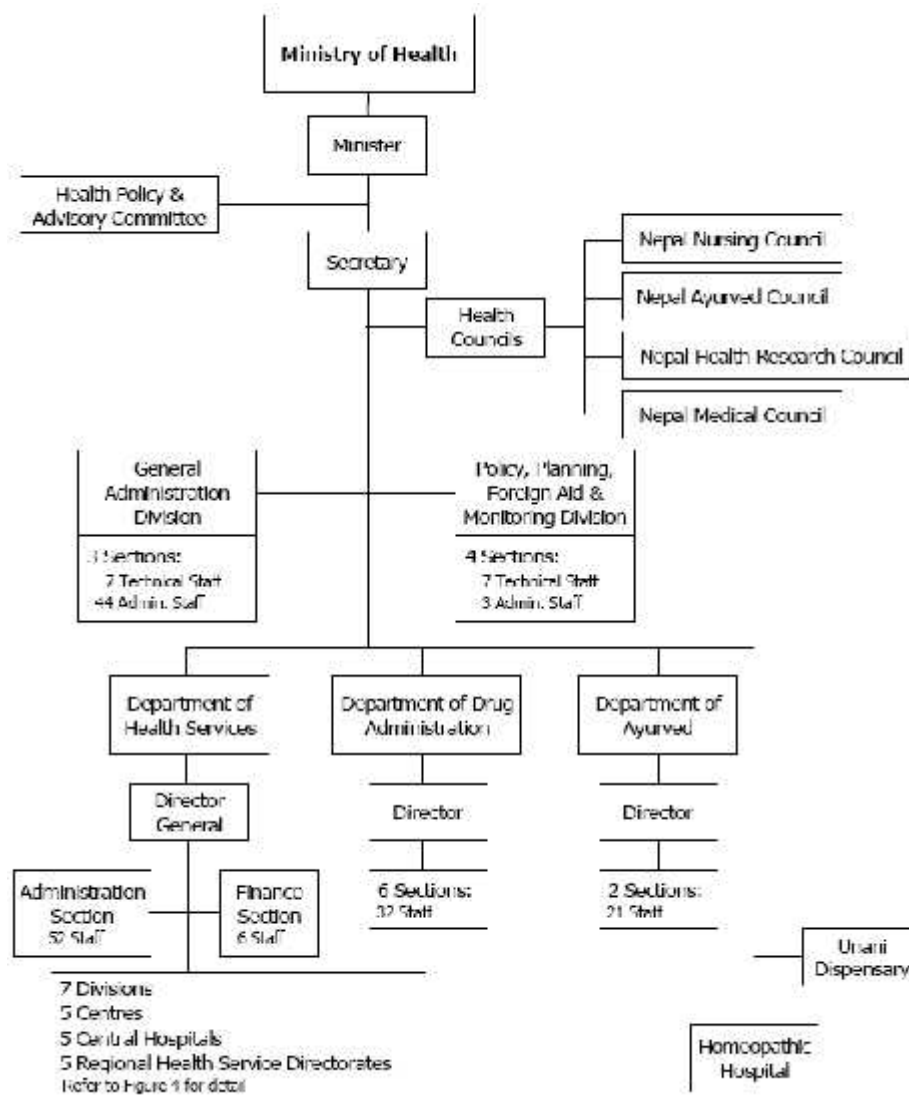 Ministry of Health
Minister
Health Policy &
Advisory Committee
Secretary
Health
Councils
Nepal Nursing Council
Nepal Ayurved Council
Nepal Health Research Council
Nepal Medical Council
General
Administration
Division
3 Sections:
7 Technical Staff
44 Admin. Staff
Policy, Planning,
Foreign Aid &
Monitoring Division
4 Sections:
7 Technical Staff
3 Admin. Staff
Department of
Health Services
Department of Drug
Administration
Department of
Ayurved
Director
General
Director
Director
Administration
Section
52 Staff
Finance
Section
6 Staff
6 Sections:
32 Staff
2 Sections:
21 Staff
Unani
Dispensary
7 Divisions
5 Centres
5 Central Hospitals
5 Regional Health Service Directorates
Refer to Figure 4 for detail
Homeopathic
Hospital